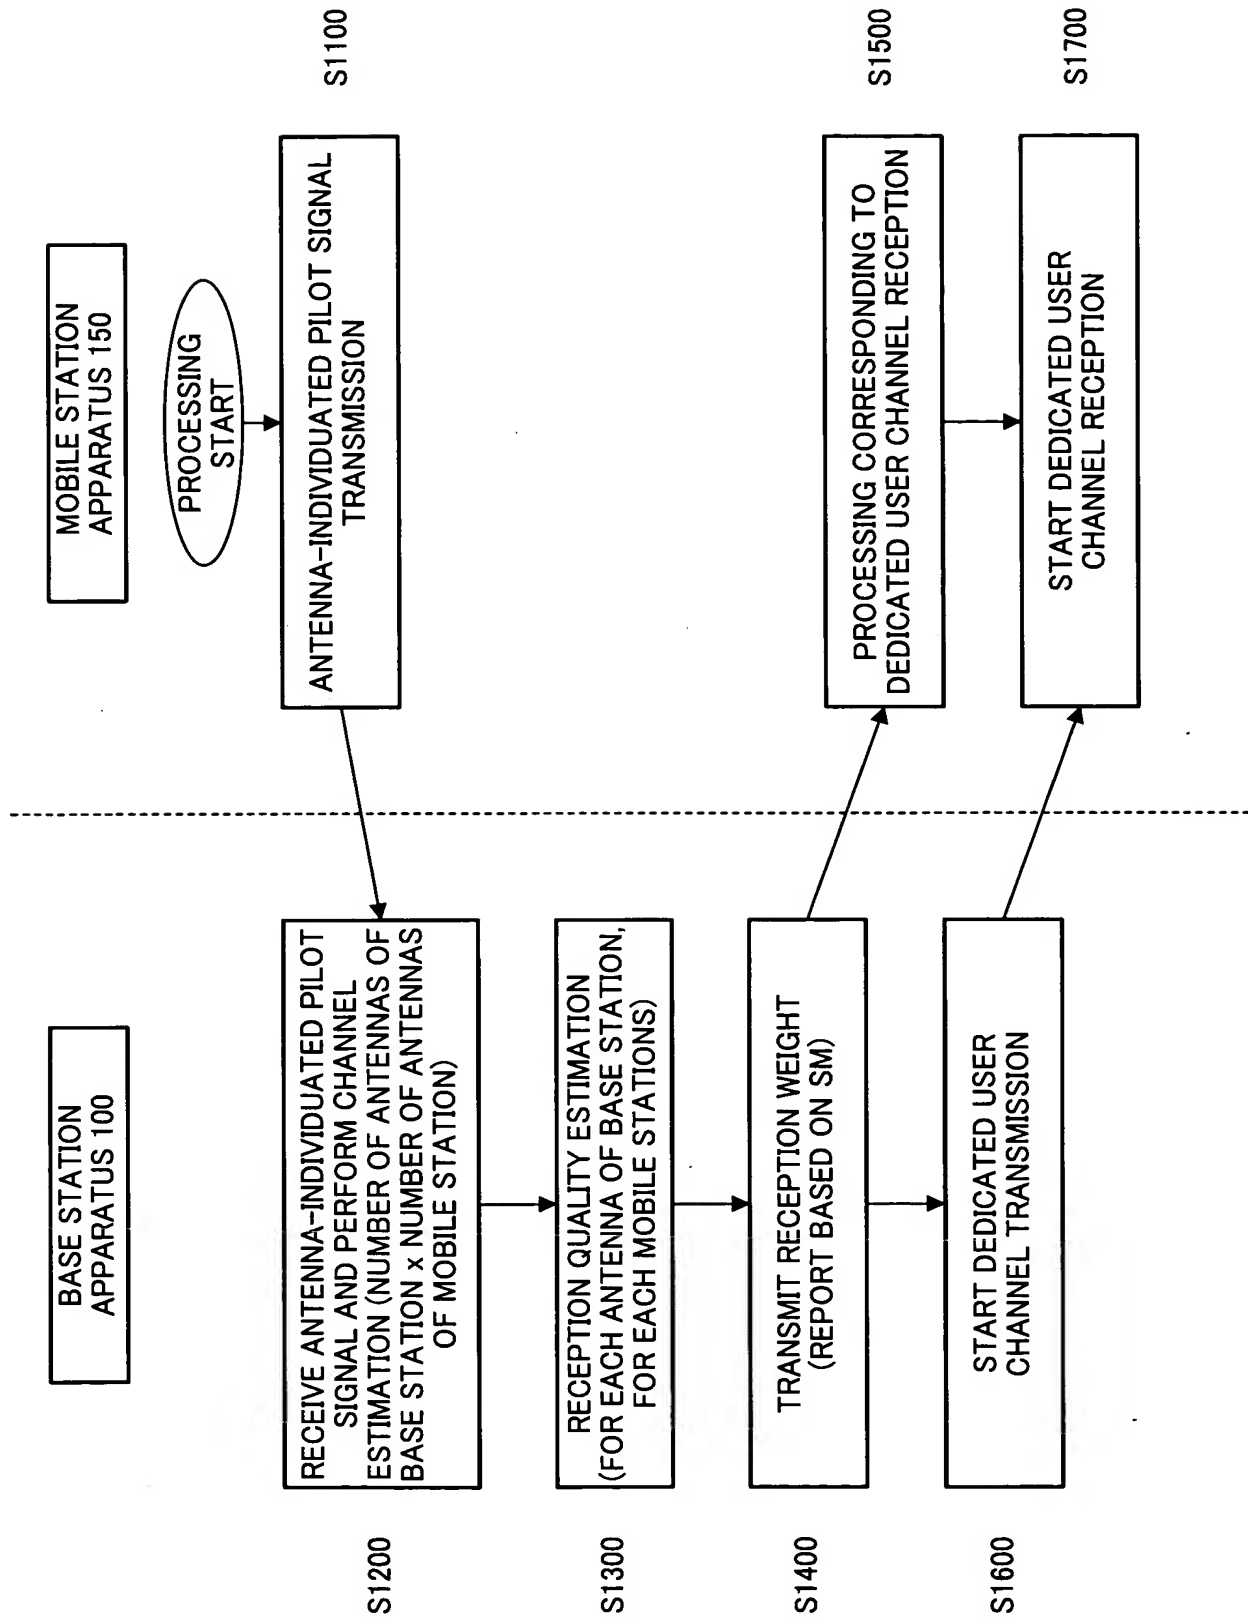 BASE STATION
APPARATUS 100
MOBILE STATION
APPARATUS 150
PROCESSING
START
ANTENNA-INDIVIDUATED PILOT SIGNAL
TRANSMISSION
S1100
S1200
RECEIVE ANTENNA-INDIVIDUATED PILOT
SIGNAL AND PERFORM CHANNEL
ESTIMATION (NUMBER OF ANTENNAS OF
BASE STATION x NUMBER OF ANTENNAS
OF MOBILE STATION)
S1300
RECEPTION QUALITY ESTIMATION
(FOR EACH ANTENNA OF BASE STATION,
FOR EACH MOBILE STATIONS)
S1400
TRANSMIT RECEPTION WEIGHT
(REPORT BASED ON SM)
PROCESSING CORRESPONDING TO
DEDICATED USER CHANNEL RECEPTION
S1500
S1600
START DEDICATED USER
CHANNEL TRANSMISSION
START DEDICATED USER
CHANNEL RECEPTION
S1700